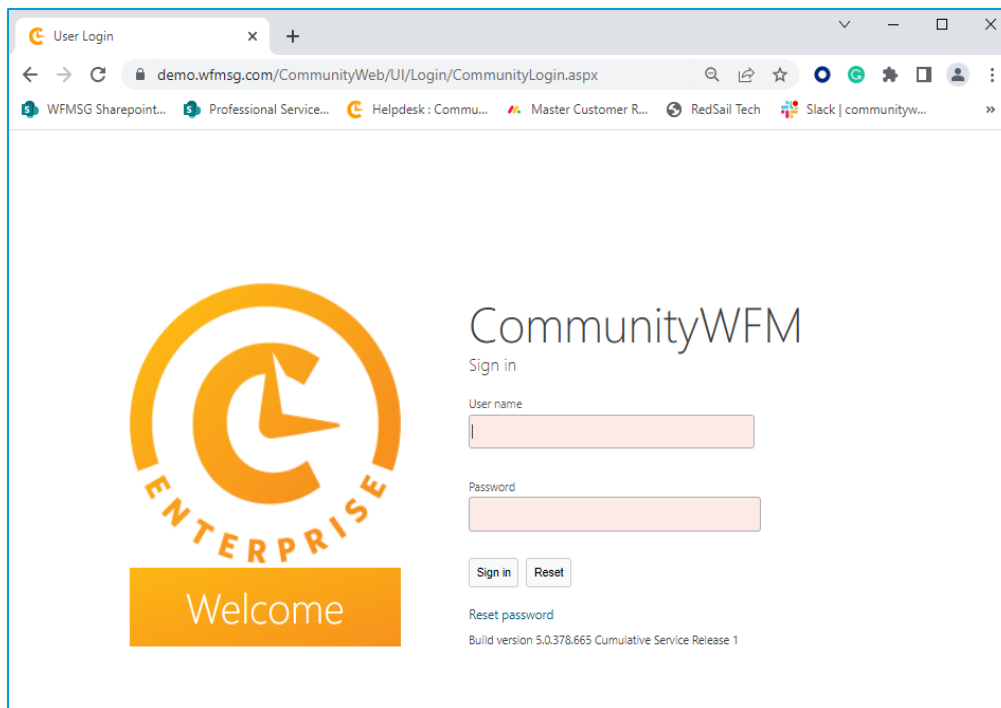 User Login
demo.wfmsg.com/CommunityWeb/UI/Login/CommunityLogin.aspx
WFMSG Sharepoint... Professional Service... Helpdesk : Commu... Master Customer R... RedSail Tech Slack | communityw... »
CommunityWFM
Sign in
User name
Password
ENTERPRISE
Sign in Reset
Welcome
Reset password
Build version 5.0.378.665 Cumulative Service Release 1